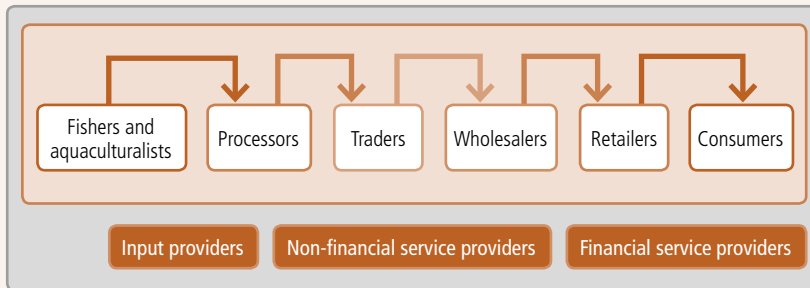 Fishers and
aquaculturalists
Processors
Traders
Wholesalers
Retailers
Consumers
Input providers
Non-financial service providers
Financial service providers